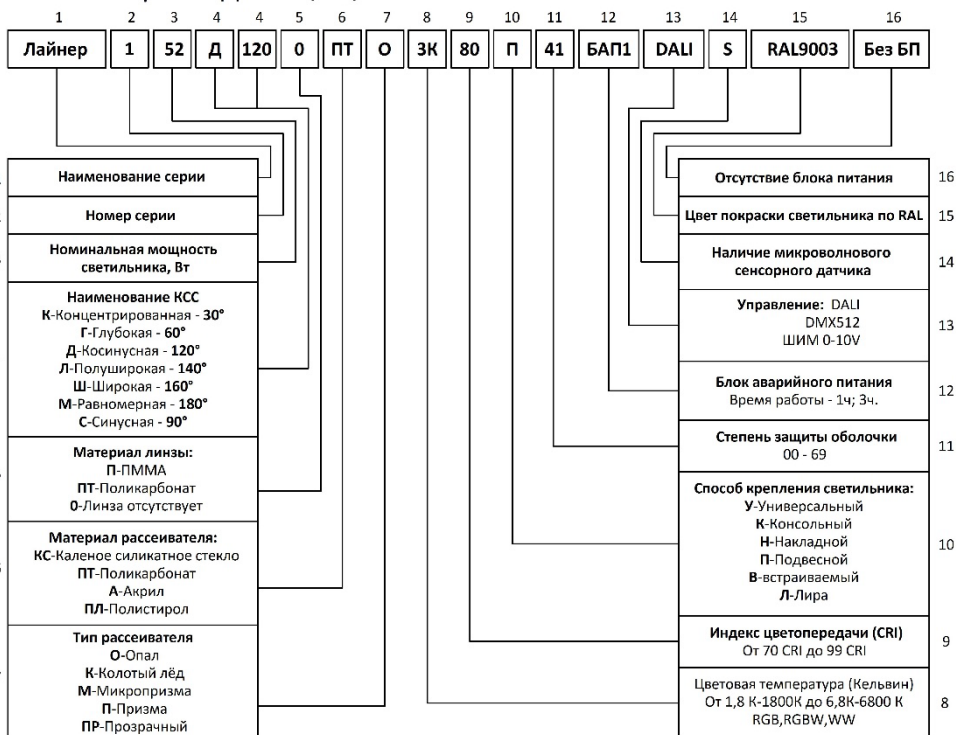 1 2 3 4 4 5 6 7 8 9 10 11 12 13 14 15 16
Лайнер 1 52 Д 120 0 ПТ О 3К 80 П 41 БАП1 DALI S RAL9003 Без БП
Наименование серии
Номер серии
Номинальная мощность
светильника, Вт
Наименование КСС
К-Концентрированная - 30°
Г-Глубокая - 60°
Д-Косинусная - 120°
Л-Полуширокая - 140°
Ш-Широкая - 160°
М-Равномерная - 180°
С-Синусная - 90°
Материал линзы:
П-ПММА
ПТ-Поликарбонат
0-Линза отсутствует
Материал рассеивателя:
КС-Каленое силикатное стекло
ПТ-Поликарбонат
А-Акрил
ПЛ-Полистирол
Тип рассеивателя
О-Опал
К-Колотый лёд
М-Микропризма
П-Призма
ПР-Прозрачный
Отсутствие блока питания 16
Цвет покраски светильника по RAL 15
Наличие микроволнового
сенсорного датчика 14
Управление: DALI
DMX512 13
ШИМ 0-10V
Блок аварийного питания 12
Время работы - 1ч; 3ч.
Степень защиты оболочки 11
00 - 69
Способ крепления светильника:
У-Универсальный
К-Консольный
Н-Накладной 10
П-Подвесной
В-встраиваемый
Л-Лира
Индекс цветопередачи (CRI) 9
От 70 CRI до 99 CRI
Цветовая температура (Кельвин)
От 1,8 К-1800К до 6,8К-6800 К 8
RGB,RGBW,WW